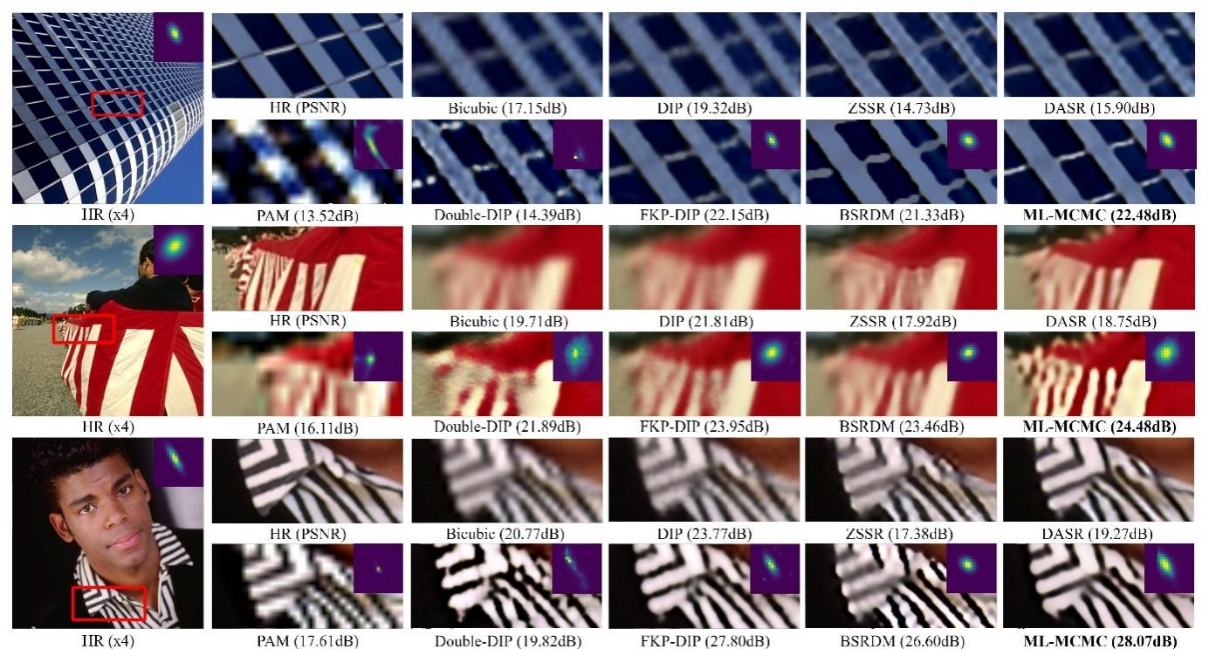 HR (PSNR) Bicubic (17.15dB) DIP (19.32dB) ZSSR (14.73dB) DASR (15.90dB)
HR (x4) PAM (13.52dB) Double-DIP (14.39dB) FKP-DIP (22.15dB) BSRDM (21.33dB) ML-MCMC (22.48dB)
HR (PSNR) Bicubic (19.71dB) DIP (21.81dB) ZSSR (17.92dB) DASR (18.75dB)
HR (x4) PAM (16.11dB) Double-DIP (21.89dB) FKP-DIP (23.95dB) BSRDM (23.46dB) ML-MCMC (24.48dB)
HR (PSNR) Bicubic (20.77dB) DIP (23.77dB) ZSSR (17.38dB) DASR (19.27dB)
HR (x4) PAM (17.61dB) Double-DIP (19.82dB) FKP-DIP (27.80dB) BSRDM (26.60dB) ML-MCMC (28.07dB)